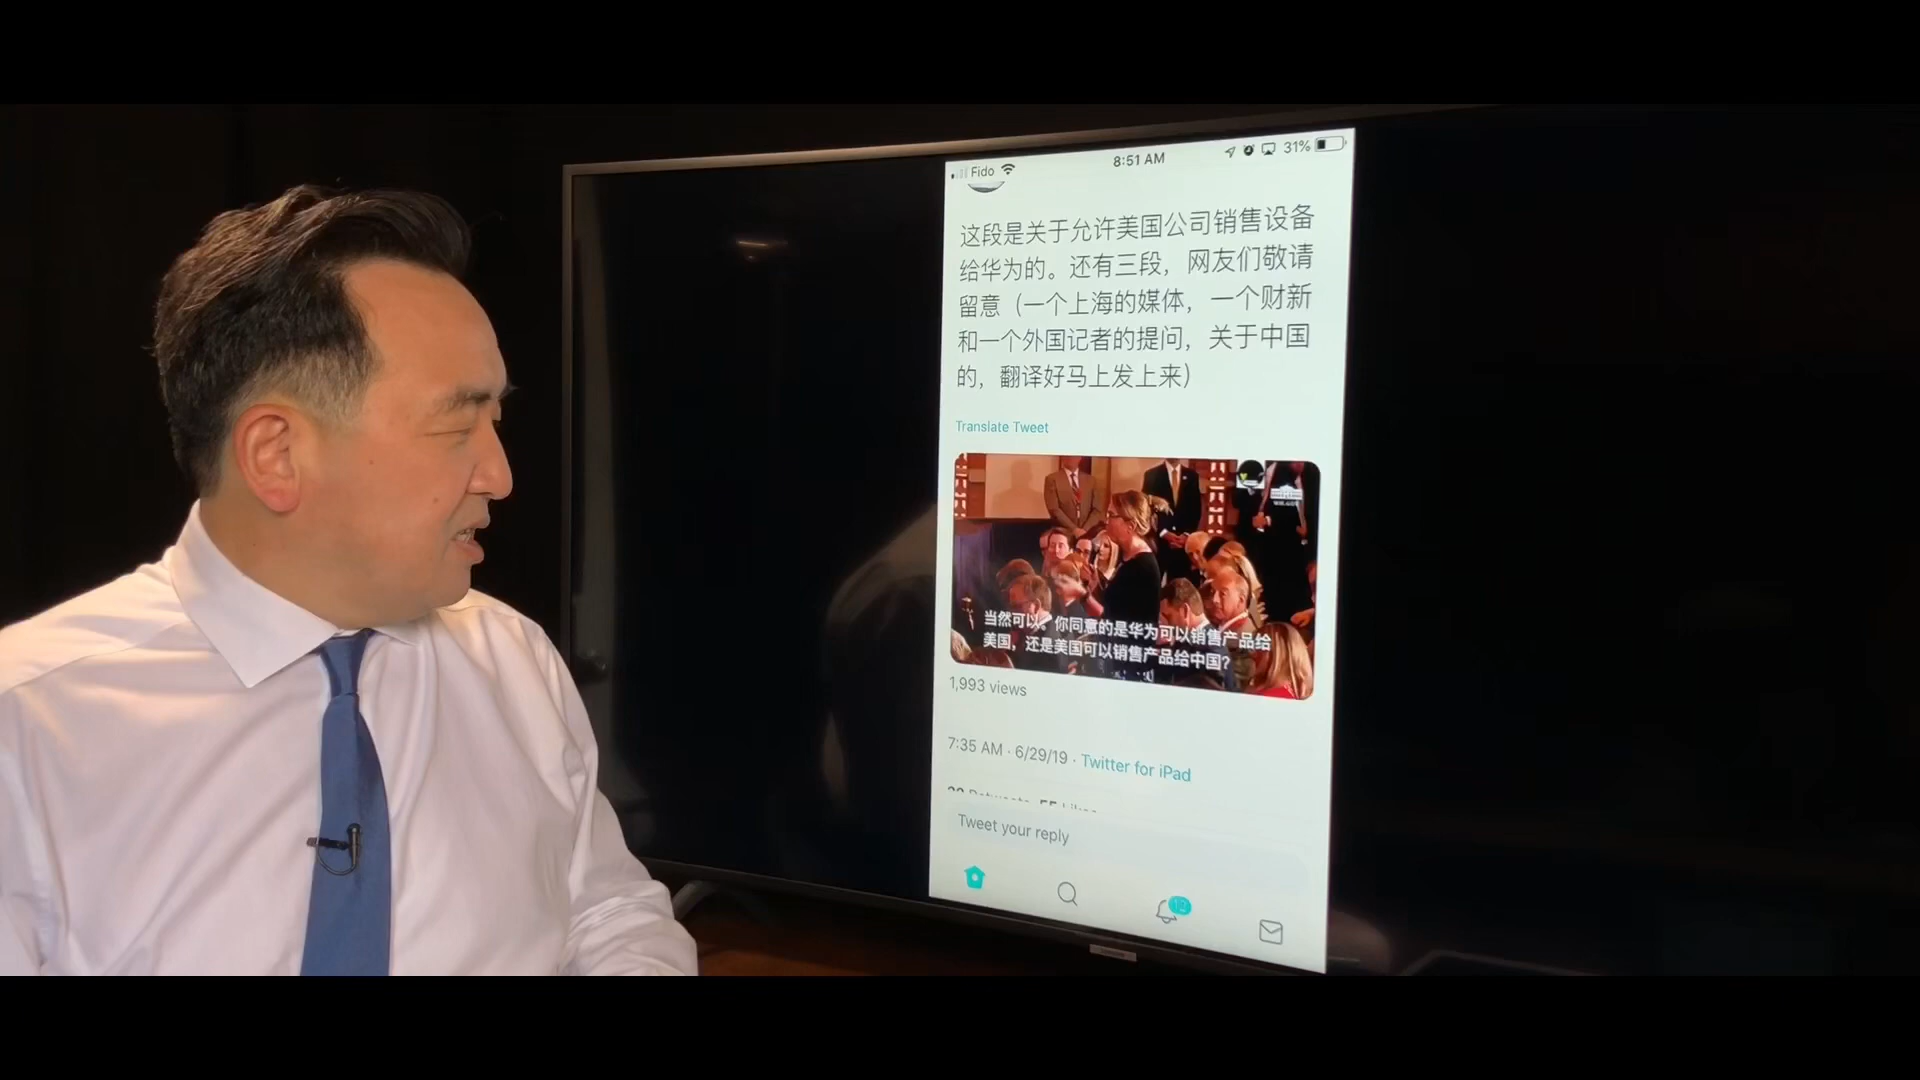 Fido
8:51 AM
31%
这段是关于允许美国公司销售设备
给华为的。还有三段，网友们敬请
留意（一个上海的媒体，一个财新
和一个外国记者的提问，关于中国
的，翻译好马上发上来）
Translate Tweet
当然可以。你同意的是华为可以销售产品给
美国，还是美国可以销售产品给中国？
1,993 views
7:35 AM · 6/29/19 · Twitter for iPad
Tweet your reply